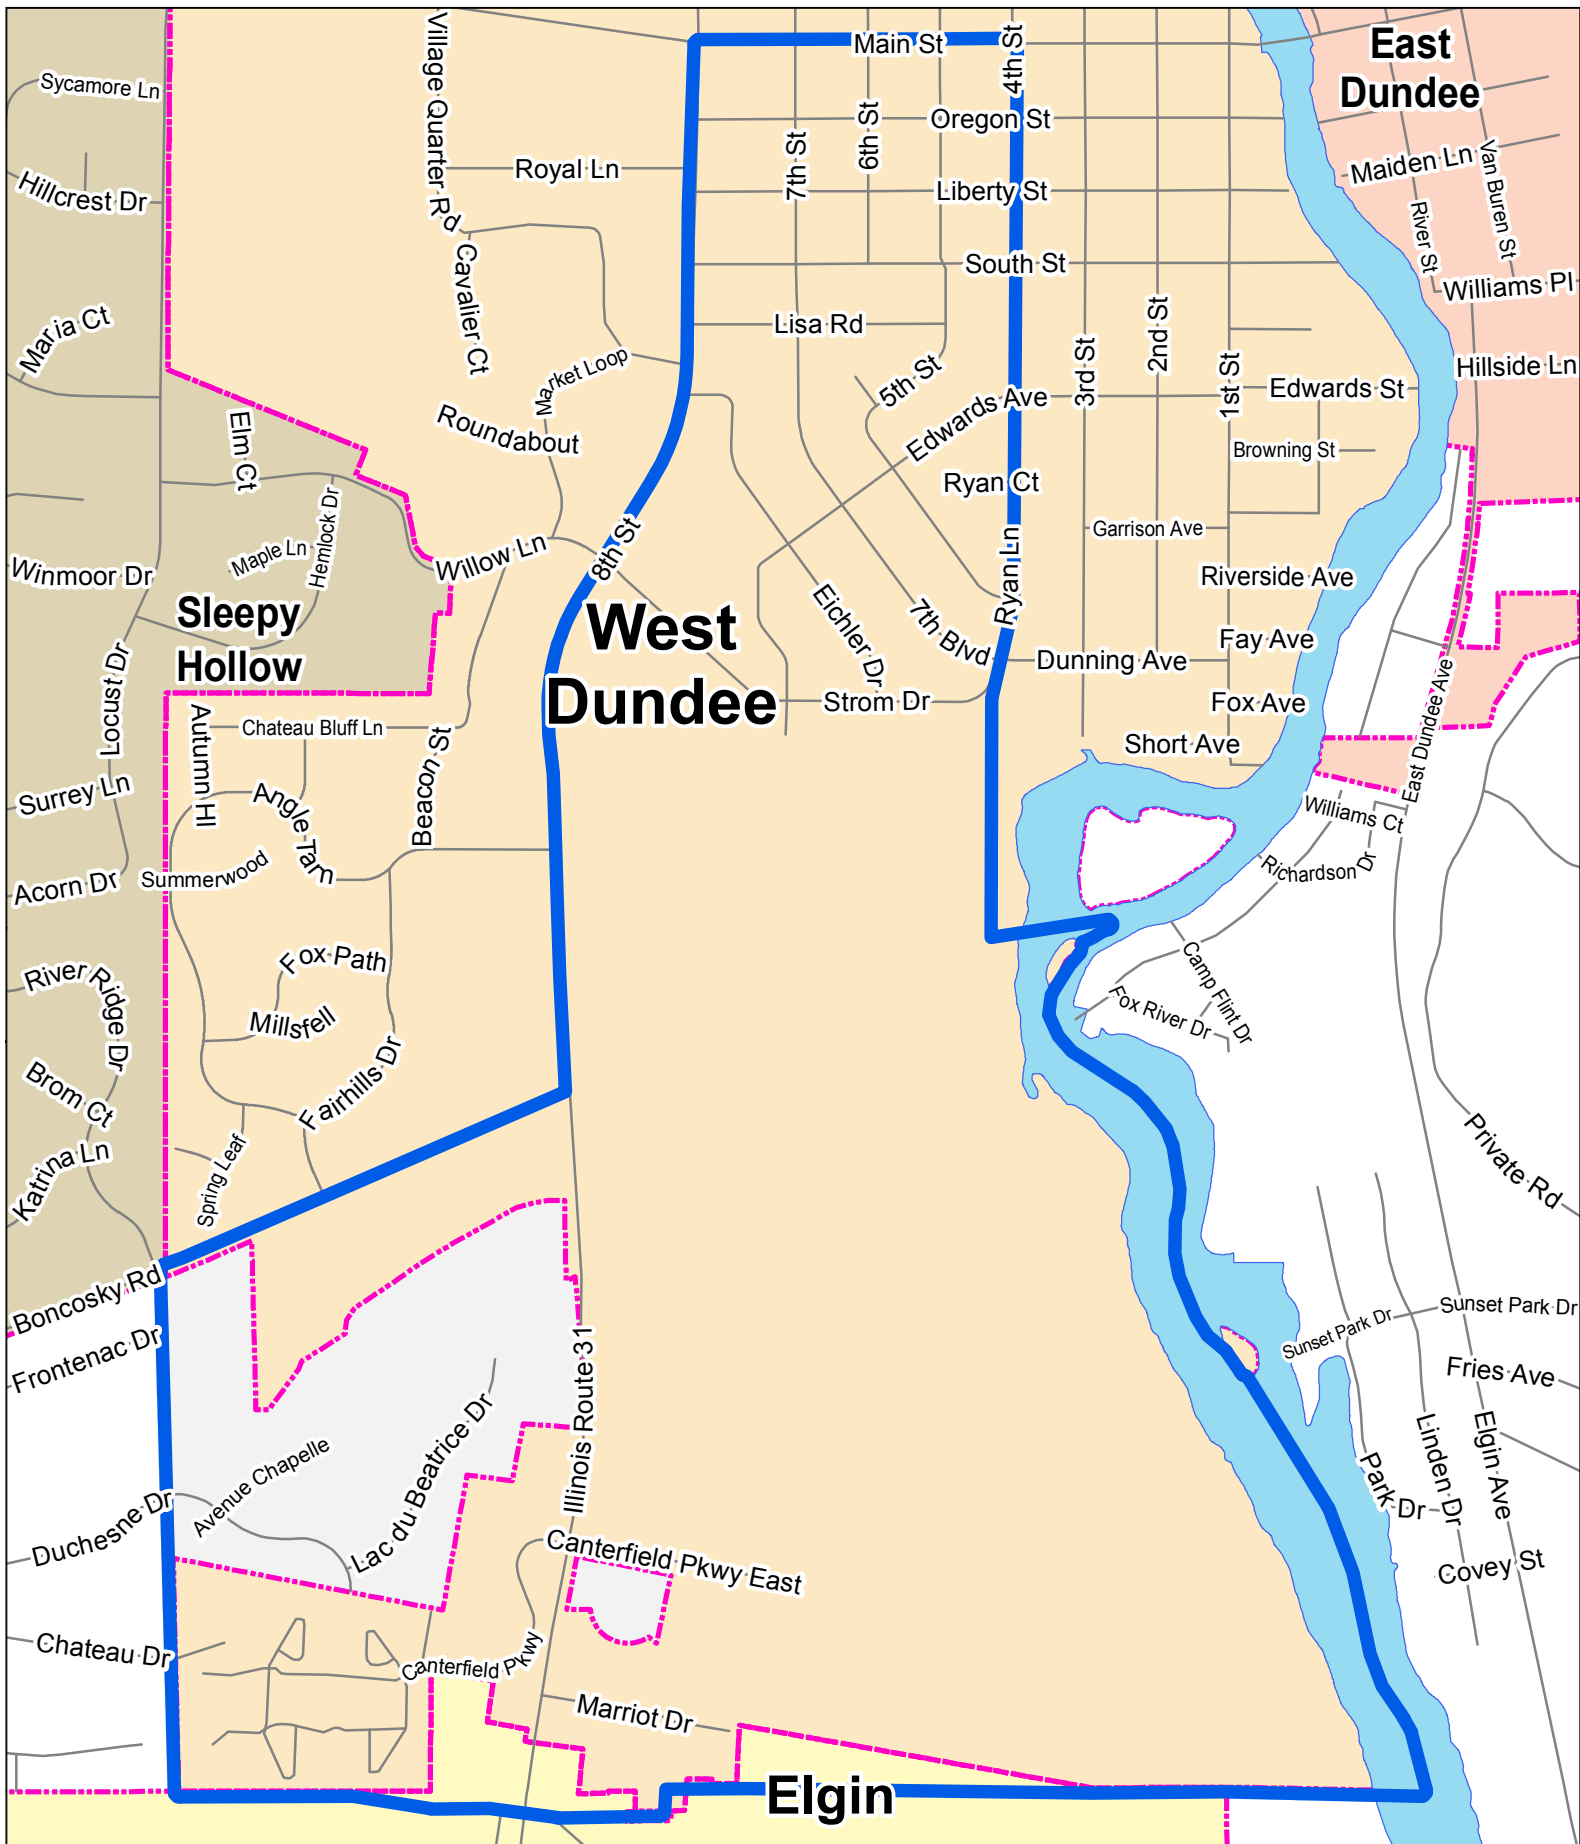 Main St
4th St
East
Dundee
Village Quarter Rd
Sycamore Ln
Oregon St
6th St
7th St
Maiden Ln
Van Buren St
Royal Ln
Hillcrest Dr
Liberty St
River St
South St
Cavalier Ct
Williams Pl
Maria Ct
Lisa Rd
2nd St
3rd St
1st St
Market Loop
5th St
Hillside Ln
Edwards Ave
Edwards St
Roundabout
Elm Ct
Browning St
Ryan Ct
Hemlock Dr
Garrison Ave
8th St
Willow Ln
Maple Ln
Winmoor Dr
Ryan Ln
Riverside Ave
Sleepy
Hollow
West
Dundee
Eichler Dr
7th Blvd
Fay Ave
Dunning Ave
Locust Dr
Strom Dr
Fox Ave
East Dundee Ave
Autumn Hl
Chateau Bluff Ln
Short Ave
Beacon St
Surrey Ln
Angle Tarn
Williams Ct
Richardson Dr
Summerwood
Acorn Dr
Fox Path
River Ridge Dr
Camp Flint Dr
Fox River Dr
Millsfell
Brom Ct
Fairhills Dr
Katrina Ln
Spring Leaf
Private Rd
Boncosky Rd
Sunset Park Dr
Sunset Park Dr
Frontenac Dr
Illinois Route 31
Fries Ave
Lac du Beatrice Dr
Avenue Chapelle
Linden Dr
Elgin Ave
Park Dr
Duchesne Dr
Canterfield Pkwy East
Covey St
Chateau Dr
Canterfield Pkwy
Marriot Dr
Elgin